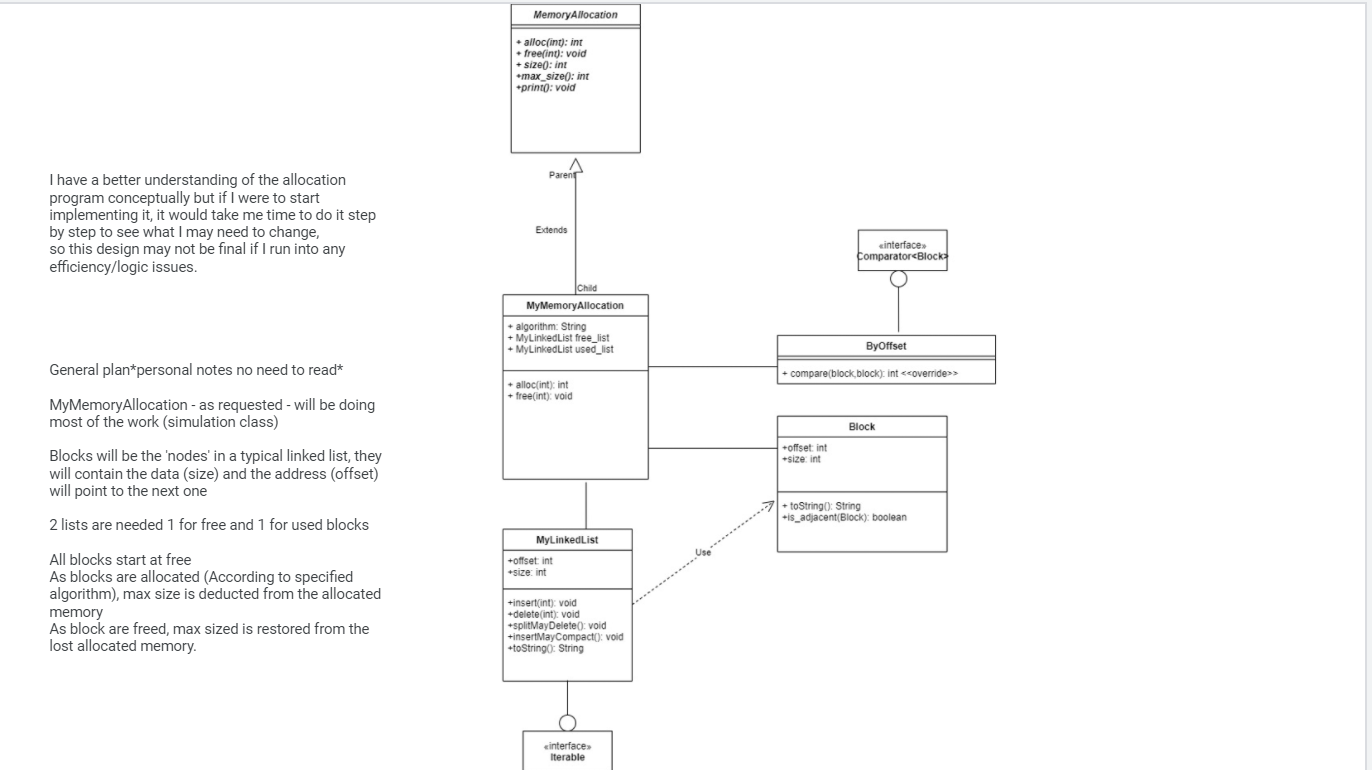 MemoryAllocation
+ alloc(int): int
+ free(int): void
+ size(): int
+max_size(): int
+print(): void
I have a better understanding of the allocation
program conceptually but if I were to start
implementing it, it would take me time to do it step
by step to see what I may need to change,
so this design may not be final if I run into any
efficiency/logic issues.
Parent
Extends
Child
«interface»
Comparator<Block>
MyMemoryAllocation
+ algorithm: String
+ MyLinkedList free_list
+ MyLinkedList used_list
+ alloc(int): int
+ free(int): void
ByOffset
+ compare(block,block): int <<override>>
General plan*personal notes no need to read*
MyMemoryAllocation - as requested - will be doing
most of the work (simulation class)
Blocks will be the 'nodes' in a typical linked list, they
will contain the data (size) and the address (offset)
will point to the next one
2 lists are needed 1 for free and 1 for used blocks
All blocks start at free
As blocks are allocated (According to specified
algorithm), max size is deducted from the allocated
memory
As block are freed, max sized is restored from the
lost allocated memory.
Block
+offset: int
+size: int
+ toString(): String
+is_adjacent(Block): boolean
Use
MyLinkedList
+offset: int
+size: int
+insert(int): void
+delete(int): void
+splitMayDelete(): void
+insertMayCompact(): void
+toString(): String
«interface»
Iterable